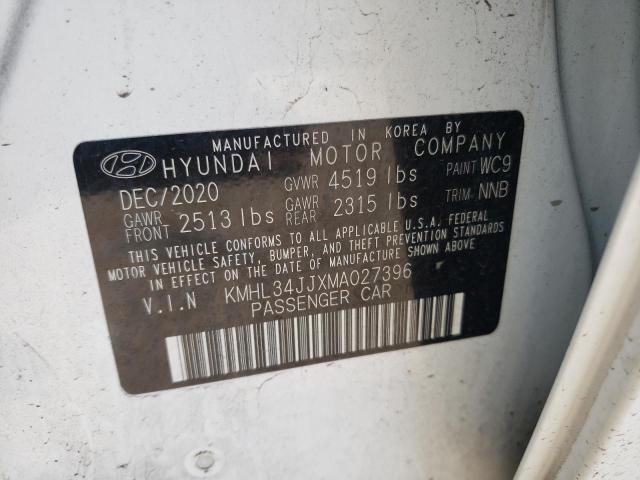 MANUFACTURED IN KOREA BY
HYUNDAI MOTOR COMPANY
DEC/2020 GVWR 4519 lbs PAINT WC9
GAWR FRONT 2513 lbs GAWR REAR 2315 lbs TRIM NNB
THIS VEHICLE CONFORMS TO ALL APPLICABLE U.S.A. FEDERAL
MOTOR VEHICLE SAFETY, BUMPER, AND THEFT PREVENTION STANDARDS
IN EFFECT ON THE DATE OF MANUFACTURE SHOWN ABOVE
V.I.N KMHL34JJXMA027396
PASSENGER CAR